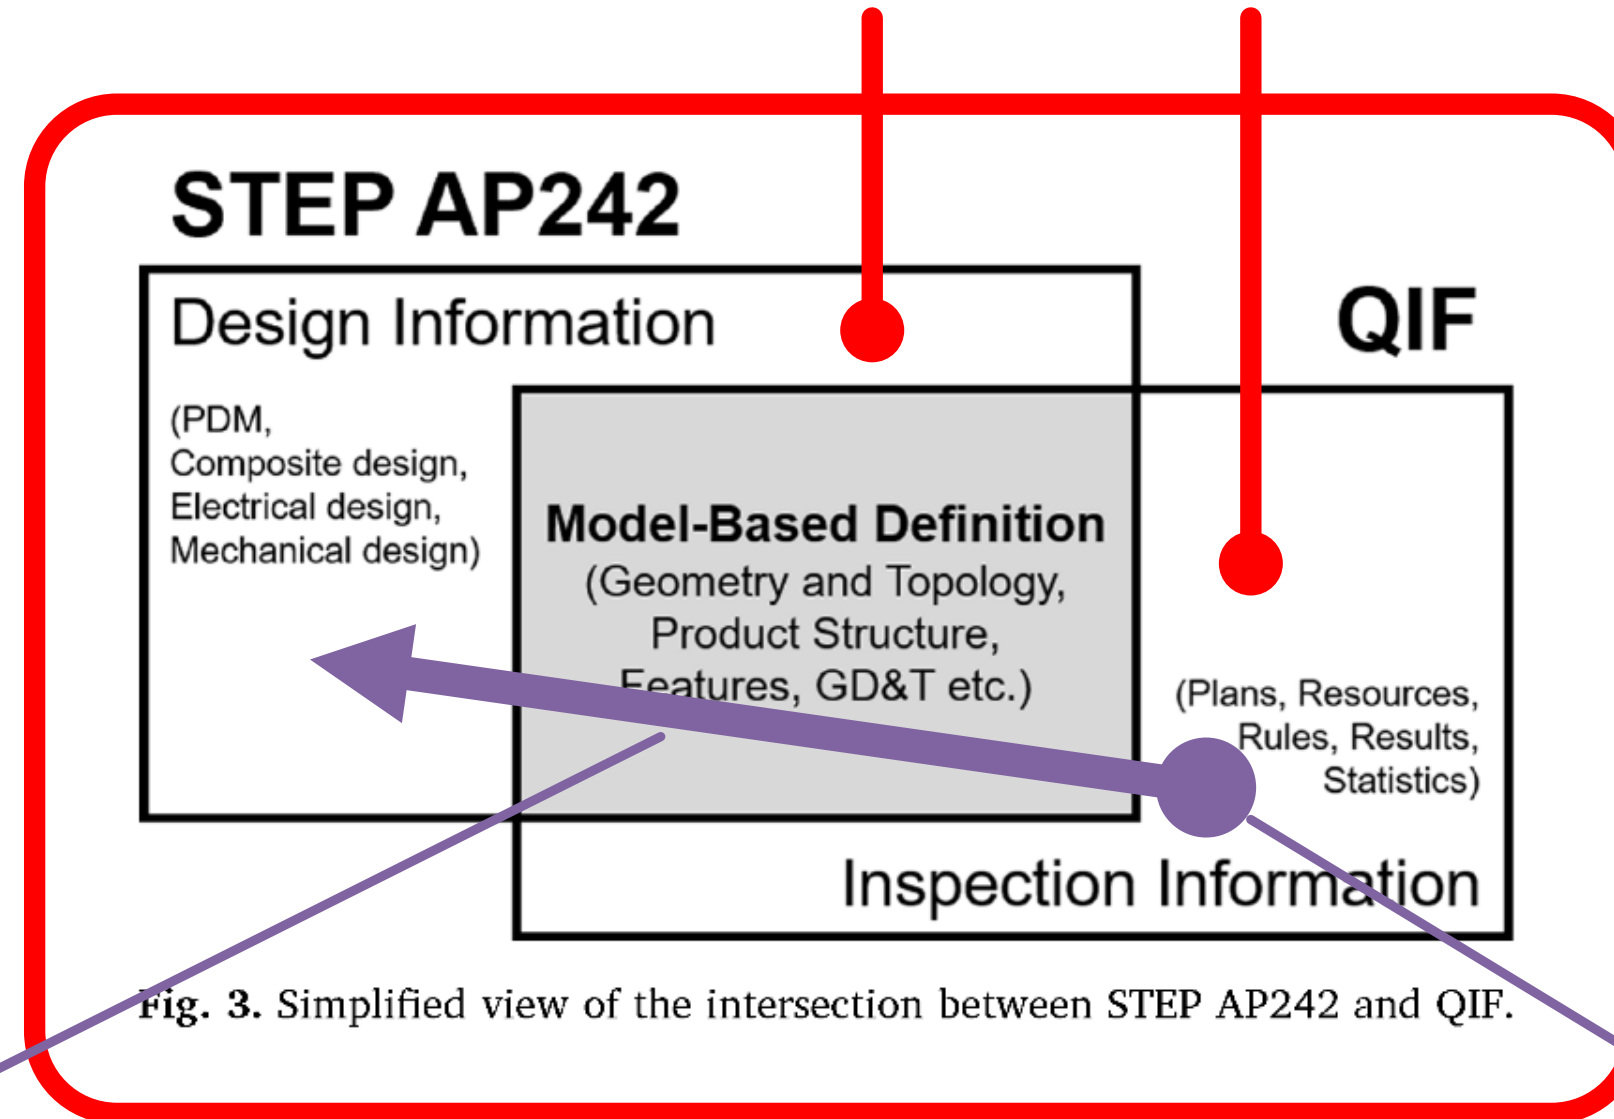 STEP AP242
QIF
Design Information
(PDM,
Composite design,
Electrical design,
Mechanical design)
Model-Based Definition
(Geometry and Topology,
Product Structure,
Features, GD&T etc.)
(Plans, Resources,
Rules, Results,
Statistics)
Inspection Information
Fig. 3. Simplified view of the intersection between STEP AP242 and QIF.